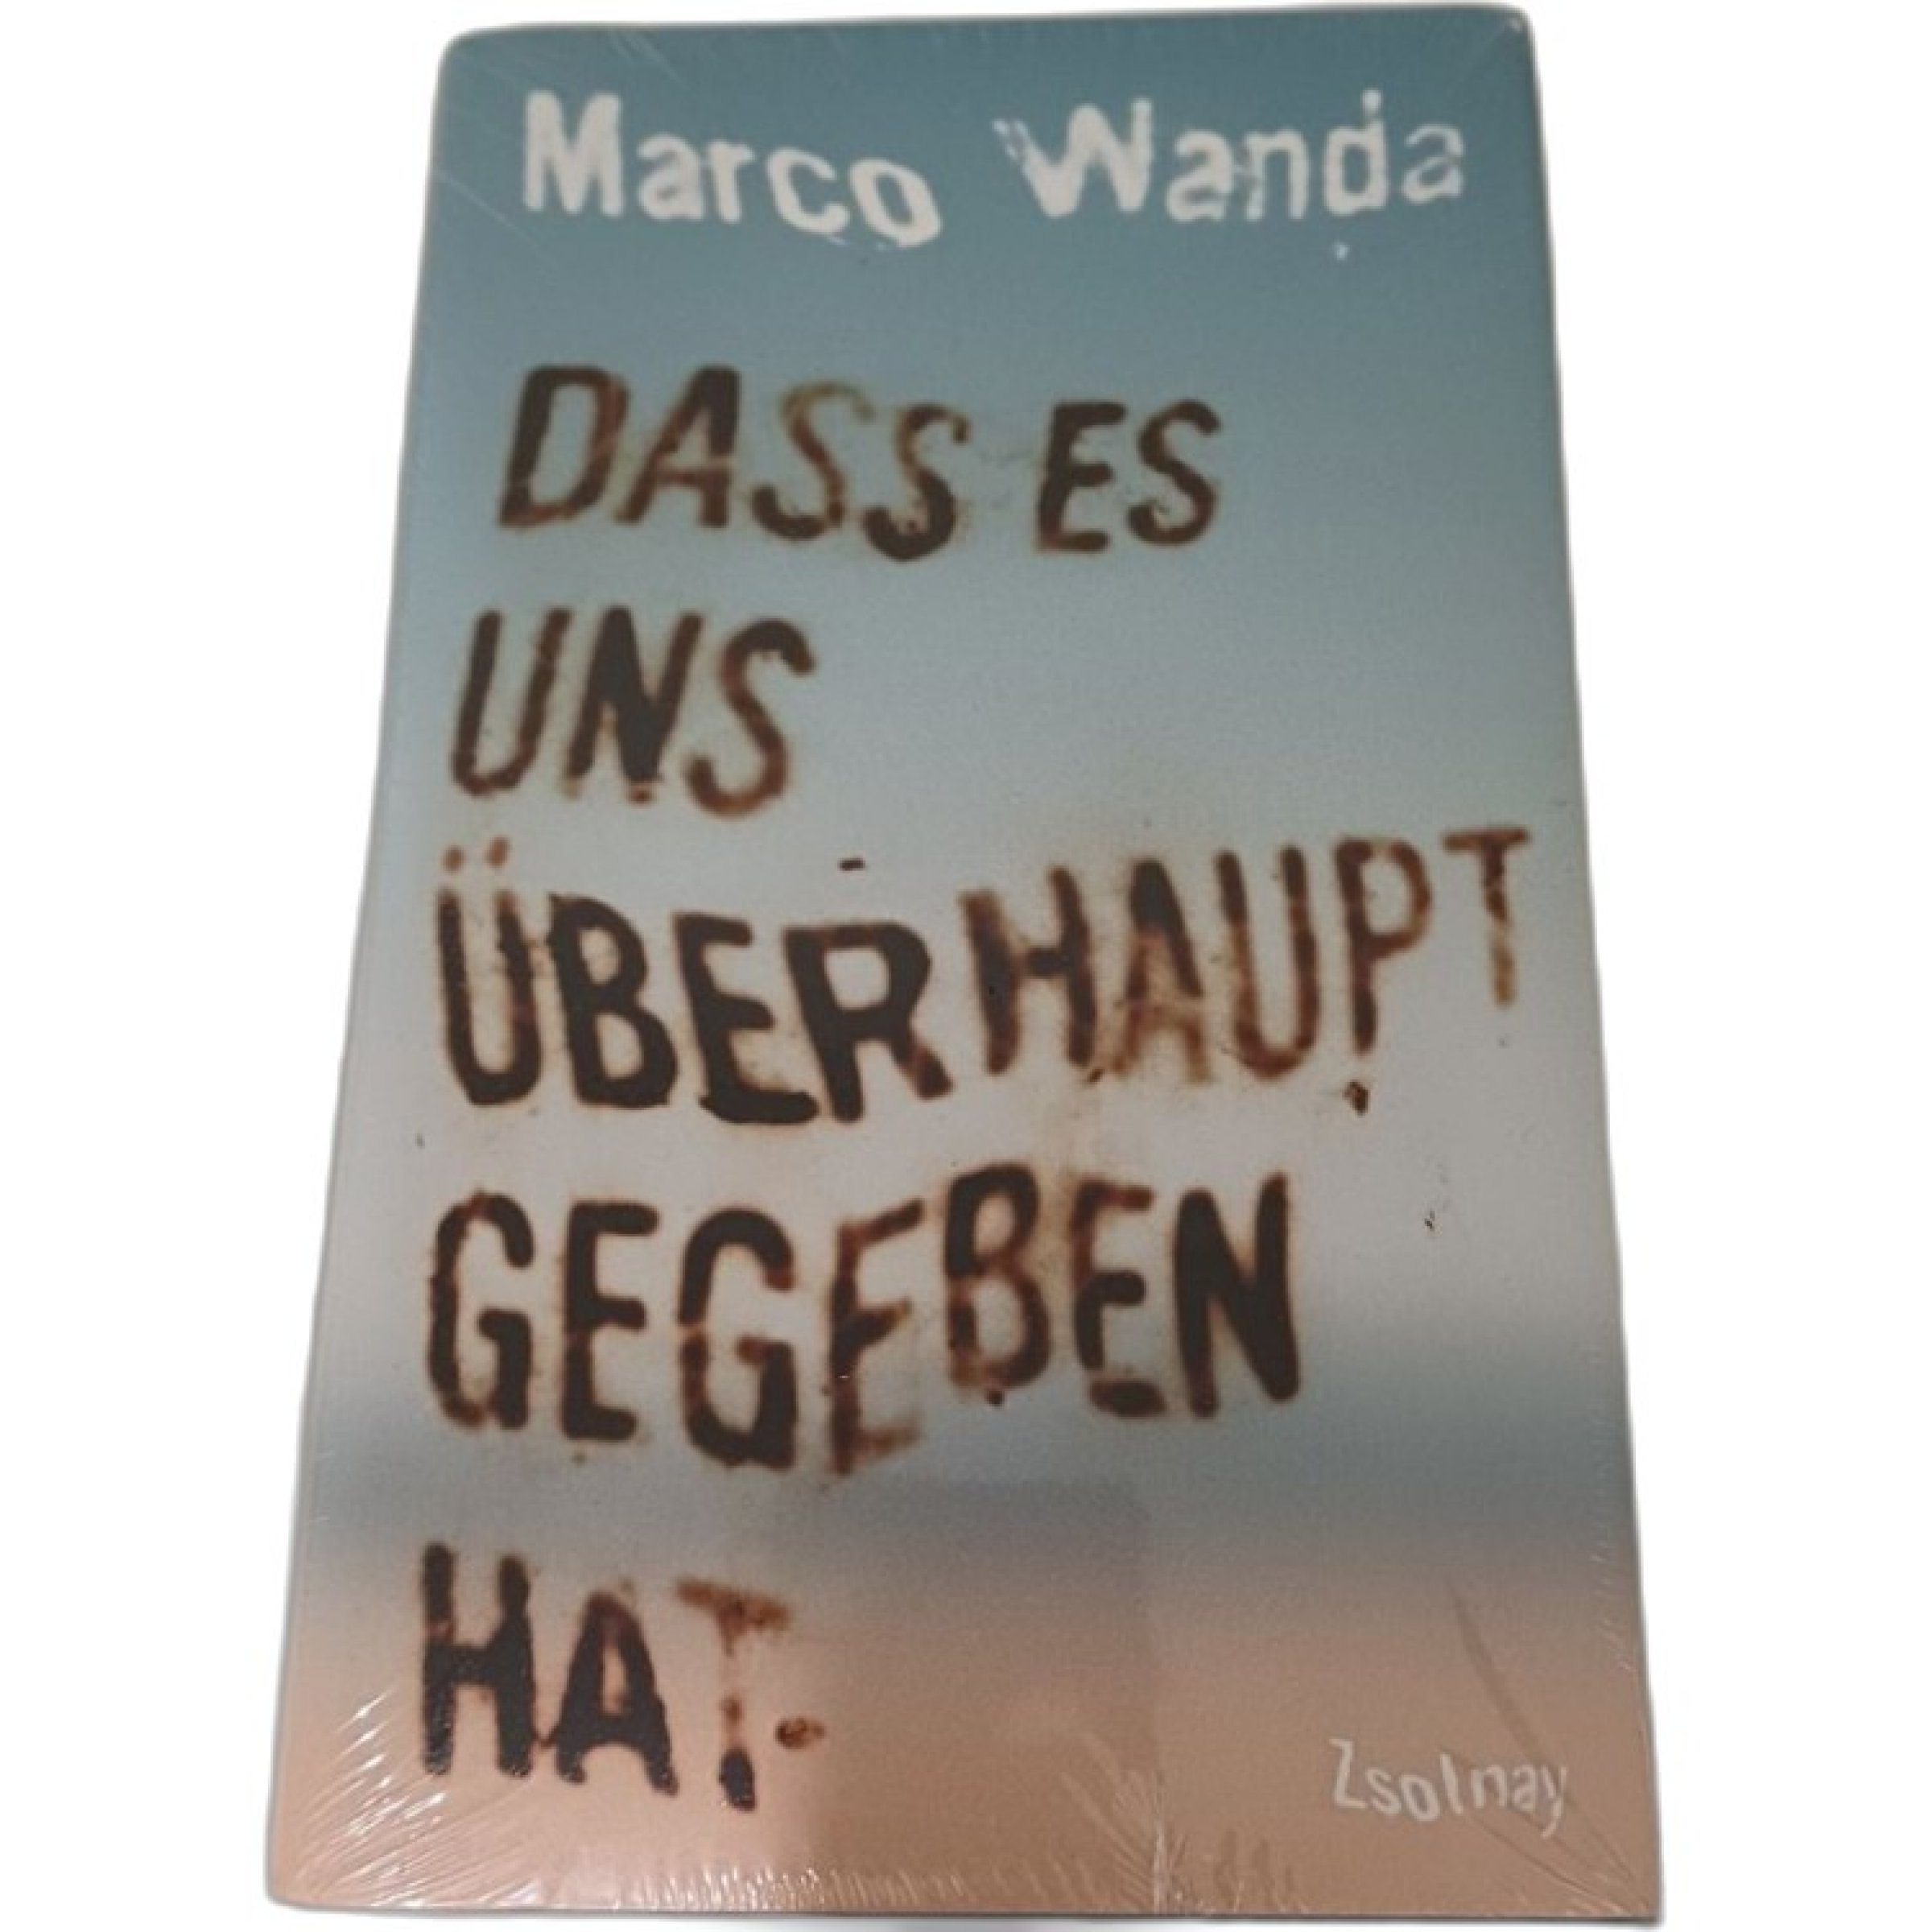 Marco Wanda
DASS ES
UNS
ÜBERHAUPT
GEGEBEN
HAT.
Zsolnay